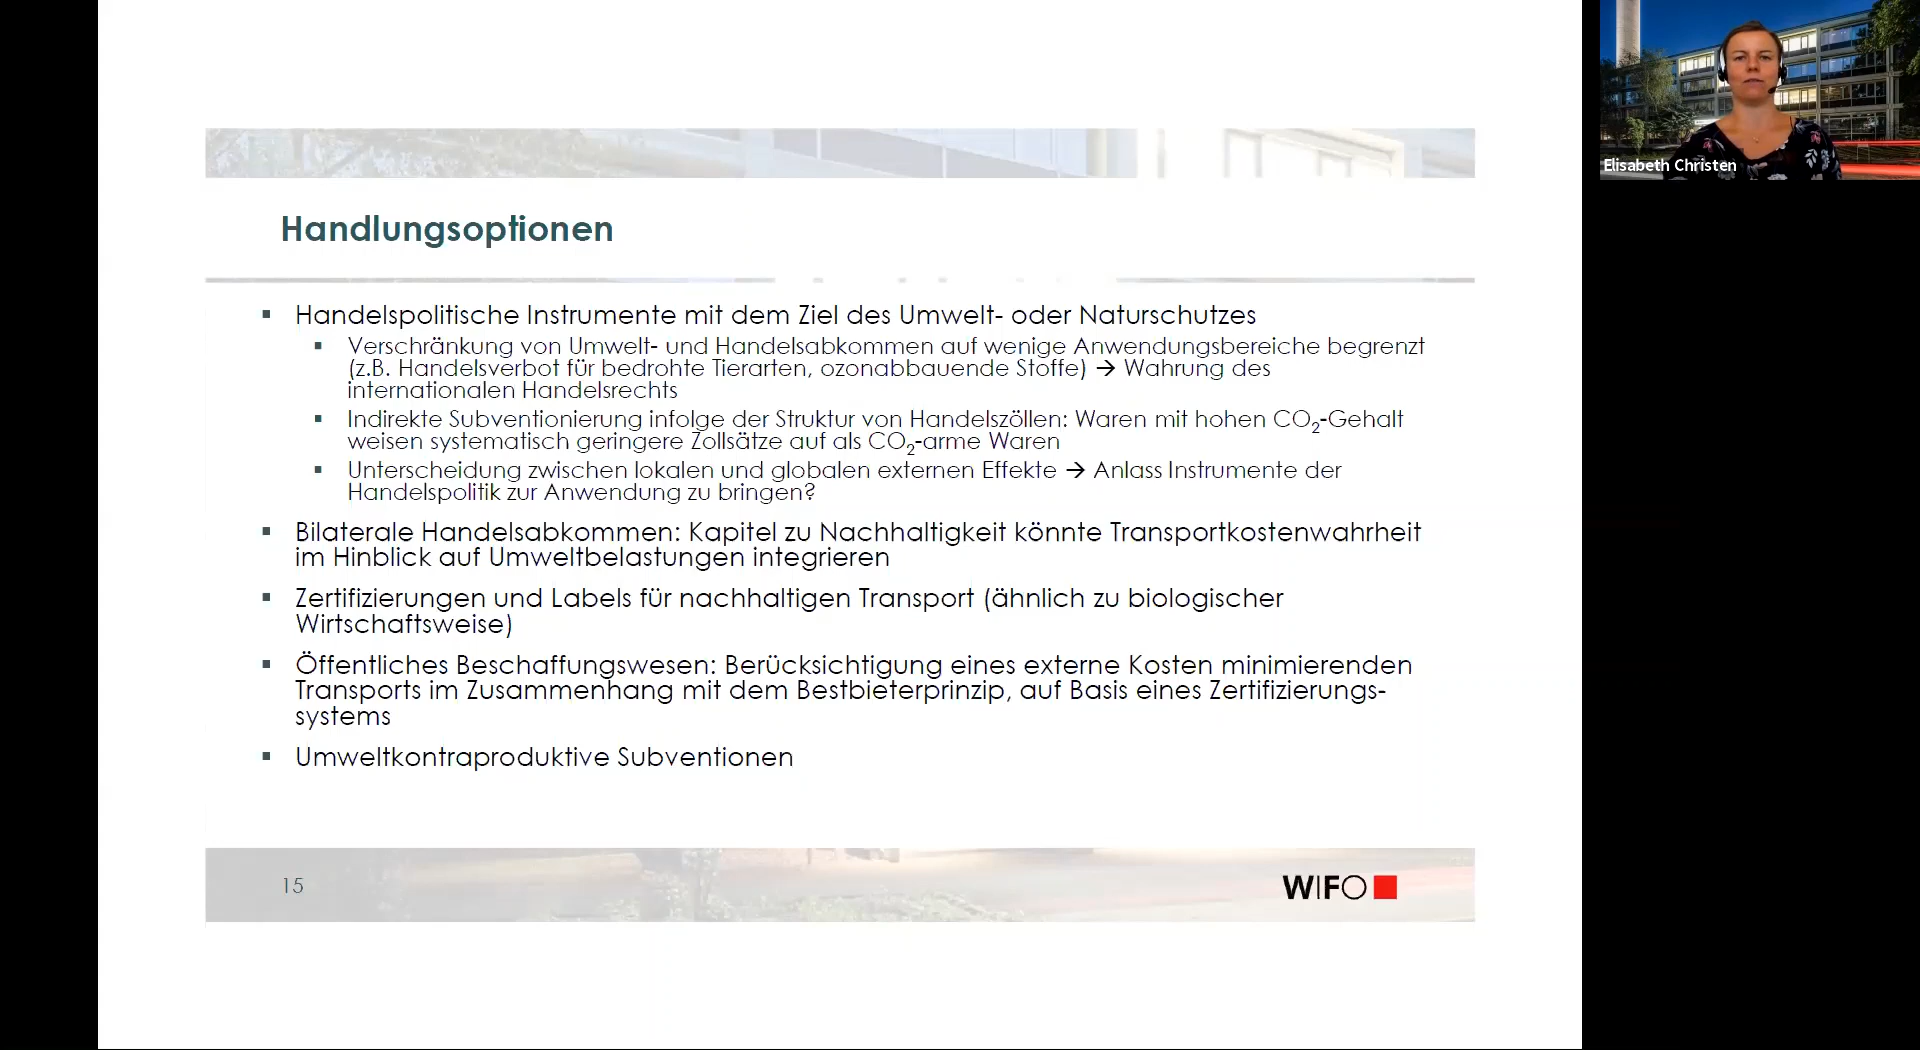 Elisabeth Christen
Handlungsoptionen
▪ Handelspolitische Instrumente mit dem Ziel des Umwelt- oder Naturschutzes
▪ Verschränkung von Umwelt- und Handelsabkommen auf wenige Anwendungsbereiche begrenzt
(z.B. Handelsverbot für bedrohte Tierarten, ozonabbauende Stoffe) → Wahrung des
internationalen Handelsrechts
▪ Indirekte Subventionierung infolge der Struktur von Handelszöllen: Waren mit hohen CO₂-Gehalt
weisen systematisch geringere Zollsätze auf als CO₂-arme Waren
▪ Unterscheidung zwischen lokalen und globalen externen Effekte → Anlass Instrumente der
Handelspolitik zur Anwendung zu bringen?
▪ Bilaterale Handelsabkommen: Kapitel zu Nachhaltigkeit könnte Transportkostenwahrheit
im Hinblick auf Umweltbelastungen integrieren
▪ Zertifizierungen und Labels für nachhaltigen Transport (ähnlich zu biologischer
Wirtschaftsweise)
▪ Öffentliches Beschaffungswesen: Berücksichtigung eines externe Kosten minimierenden
Transports im Zusammenhang mit dem Bestbieterprinzip, auf Basis eines Zertifizierungs-
systems
▪ Umweltkontraproduktive Subventionen
15
WIFO